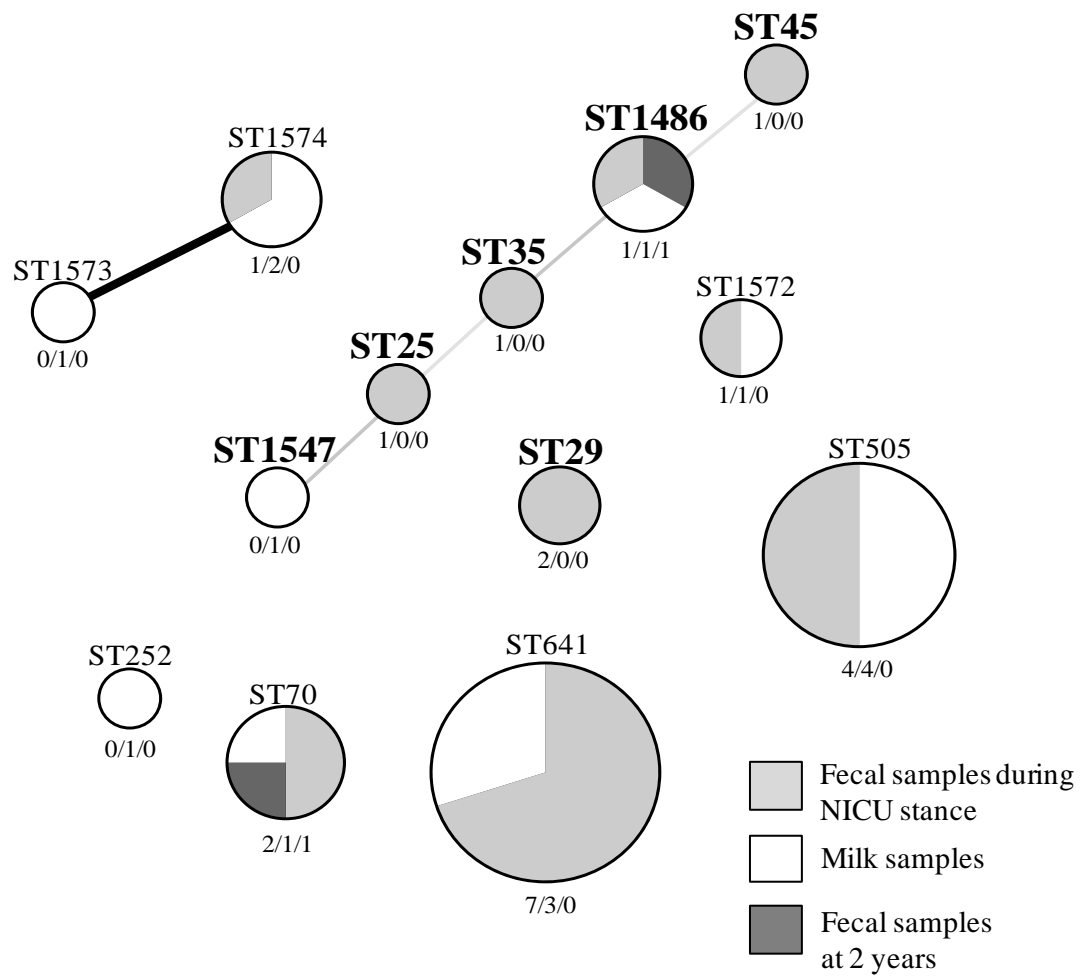 ST45
1/0/0
ST1486
1/1/1
ST1574
1/2/0
ST35
1/0/0
ST1573
0/1/0
ST1572
1/1/0
ST25
1/0/0
ST1547
0/1/0
ST29
2/0/0
ST505
4/4/0
ST641
7/3/0
ST252
0/1/0
ST70
2/1/1
Fecal samples during
NICU stance
Milk samples
Fecal samples
at 2 years